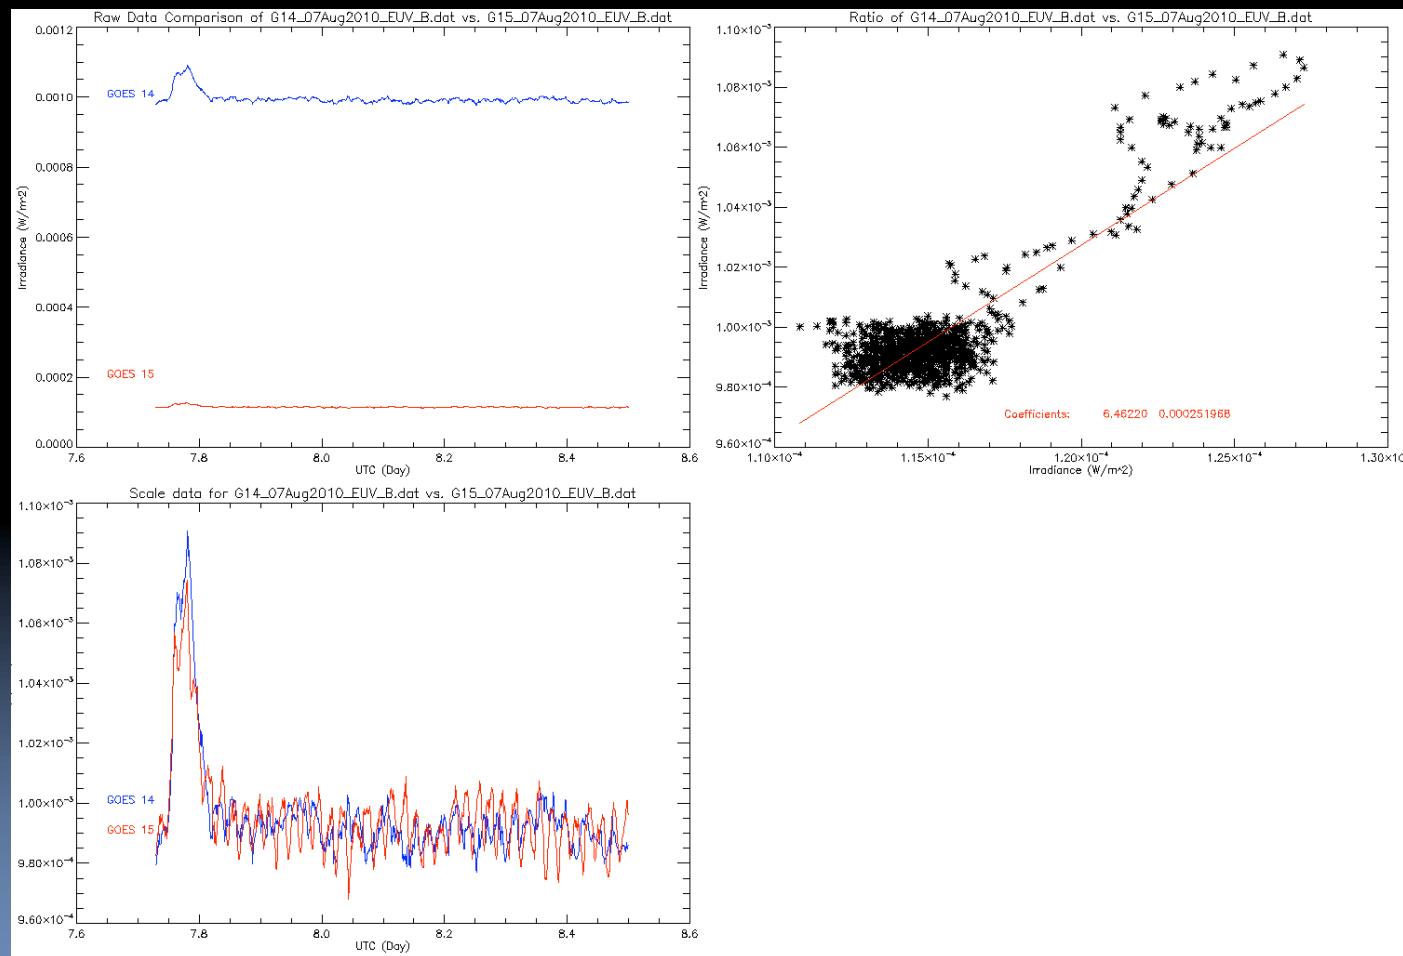 Raw Data Comparison of G14_07Aug2010_EUV_B.dat vs. G15_07Aug2010_EUV_B.dat
0.0012
0.0010
0.0008
0.0006
0.0004
0.0002
0.0000
Irradiance (W/m^2)
GOES 14
GOES 15
7.6 7.8 8.0 8.2 8.4 8.6
UTC (Day)
Ratio of G14_07Aug2010_EUV_B.dat vs. G15_07Aug2010_EUV_B.dat
1.10×10⁻³
1.08×10⁻³
1.06×10⁻³
1.04×10⁻³
1.02×10⁻³
1.00×10⁻³
9.80×10⁻⁴
9.60×10⁻⁴
Irradiance (W/m^2)
Coefficients: 6.46220 0.000251968
1.10×10⁻⁴ 1.15×10⁻⁴ 1.20×10⁻⁴ 1.25×10⁻⁴ 1.30×10
Irradiance (W/m^2)
Scale data for G14_07Aug2010_EUV_B.dat vs. G15_07Aug2010_EUV_B.dat
1.10×10⁻³
1.08×10⁻³
1.06×10⁻³
1.04×10⁻³
1.02×10⁻³
1.00×10⁻³
9.80×10⁻⁴
9.60×10⁻⁴
GOES 14
GOES 15
7.6 7.8 8.0 8.2 8.4 8.6
UTC (Day)